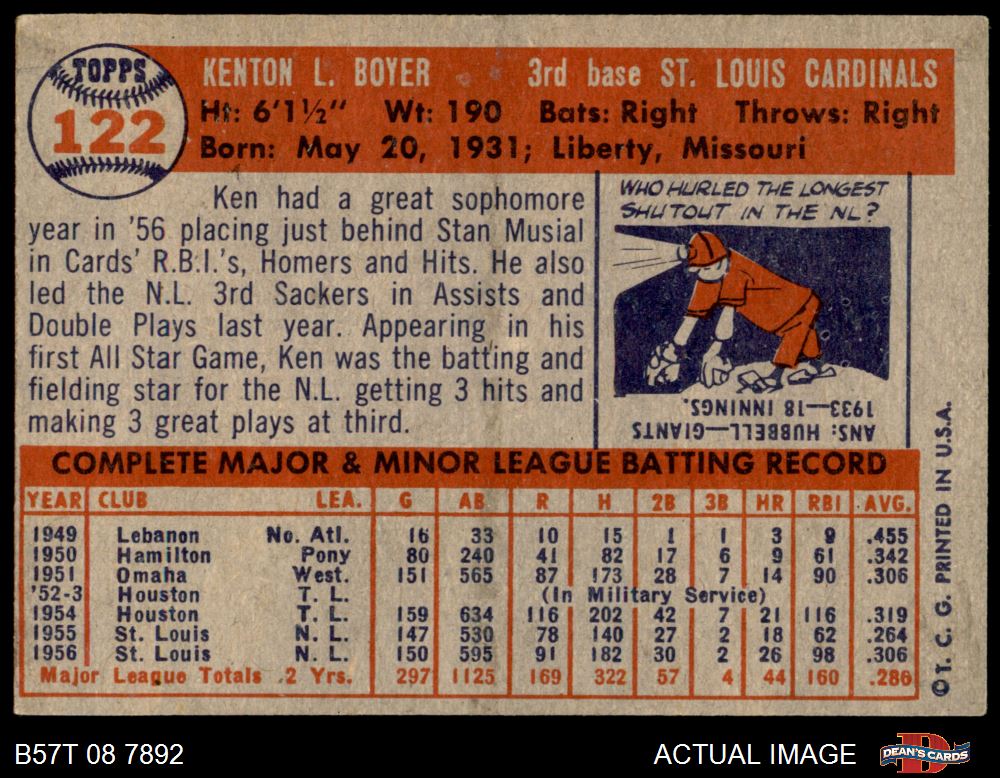 TOPPS
122
KENTON L. BOYER 3rd base ST. LOUIS CARDINALS
Ht: 6'1½" Wt: 190 Bats: Right Throws: Right
Born: May 20, 1931; Liberty, Missouri
Ken had a great sophomore
year in '56 placing just behind Stan Musial
in Cards' R.B.I.'s, Homers and Hits. He also
led the N.L. 3rd Sackers in Assists and
Double Plays last year. Appearing in his
first All Star Game, Ken was the batting and
fielding star for the N.L. getting 3 hits and
making 3 great plays at third.
WHO HURLED THE LONGEST
SHUTOUT IN THE NL?
ANS: HUBBELL—GIANTS
1933—18 INNINGS.
COMPLETE MAJOR & MINOR LEAGUE BATTING RECORD
YEAR CLUB LEA. G AB R H 2B 3B HR RBI AVG.
1949 Lebanon No. Atl. 16 33 10 15 1 1 3 9 .455
1950 Hamilton Pony 80 240 41 82 17 6 9 61 .342
1951 Omaha West. 151 565 87 173 28 7 14 90 .306
'52-3 Houston T. L. (In Military Service)
1954 Houston T. L. 159 634 116 202 42 7 21 116 .319
1955 St. Louis N. L. 147 530 78 140 27 2 18 62 .264
1956 St. Louis N. L. 150 595 91 182 30 2 26 98 .306
Major League Totals 2 Yrs. 297 1125 169 322 57 4 44 160 .286
©T. C. G. PRINTED IN U.S.A.
B57T 08 7892 ACTUAL IMAGE
DEAN'S CARDS